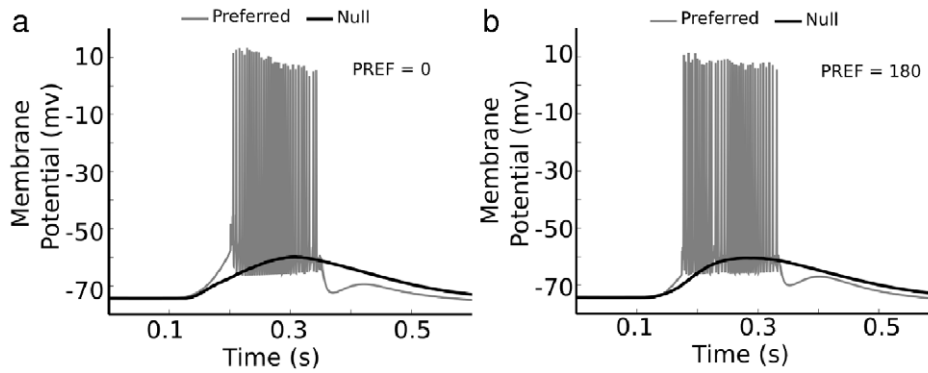 a
Preferred Null
PREF = 0
Membrane
Potential (mv)
10
-10
-30
-50
-70
0.1 0.3 0.5
Time (s)
b
Preferred Null
PREF = 180
Membrane
Potential (mv)
10
-10
-30
-50
-70
0.1 0.3 0.5
Time (s)